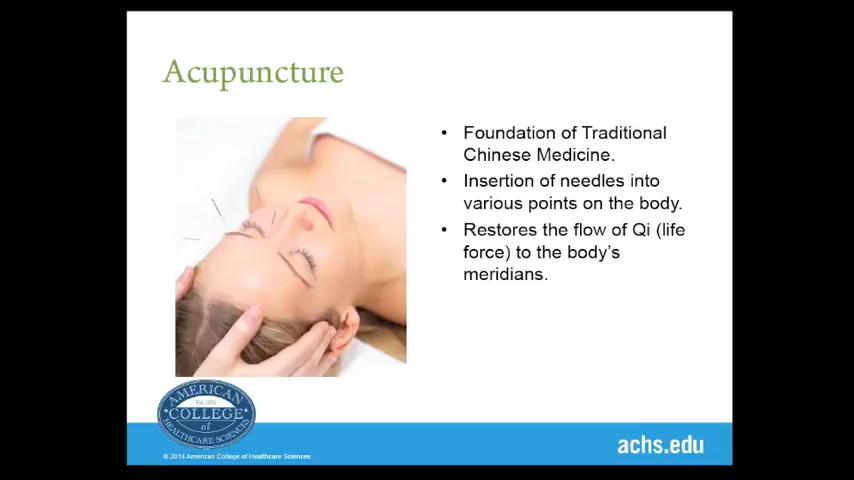 Acupuncture
• Foundation of Traditional
Chinese Medicine.
• Insertion of needles into
various points on the body.
• Restores the flow of Qi (life
force) to the body's
meridians.
AMERICAN
COLLEGE
of
HEALTHCARE SCIENCES
achs.edu
© 2014 American College of Healthcare Sciences